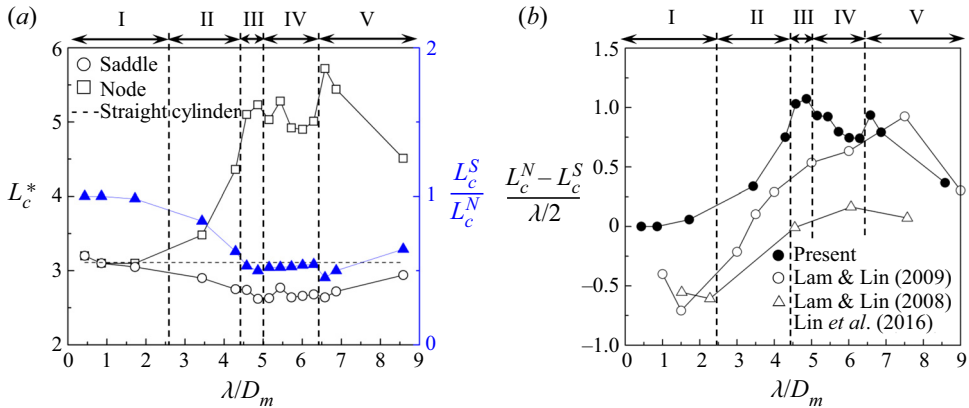 (a)
I II III IV V
6
5
4
3
2
L_c^*
Saddle
Node
Straight cylinder
2
1
0
L_c^S
L_c^N
0 1 2 3 4 5 6 7 8 9
λ/D_m
(b)
I II III IV V
1.5
1.0
0.5
0
–0.5
–1.0
L_c^N – L_c^S
λ/2
Present
Lam & Lin (2009)
Lam & Lin (2008)
Lin et al. (2016)
0 1 2 3 4 5 6 7 8 9
λ/D_m